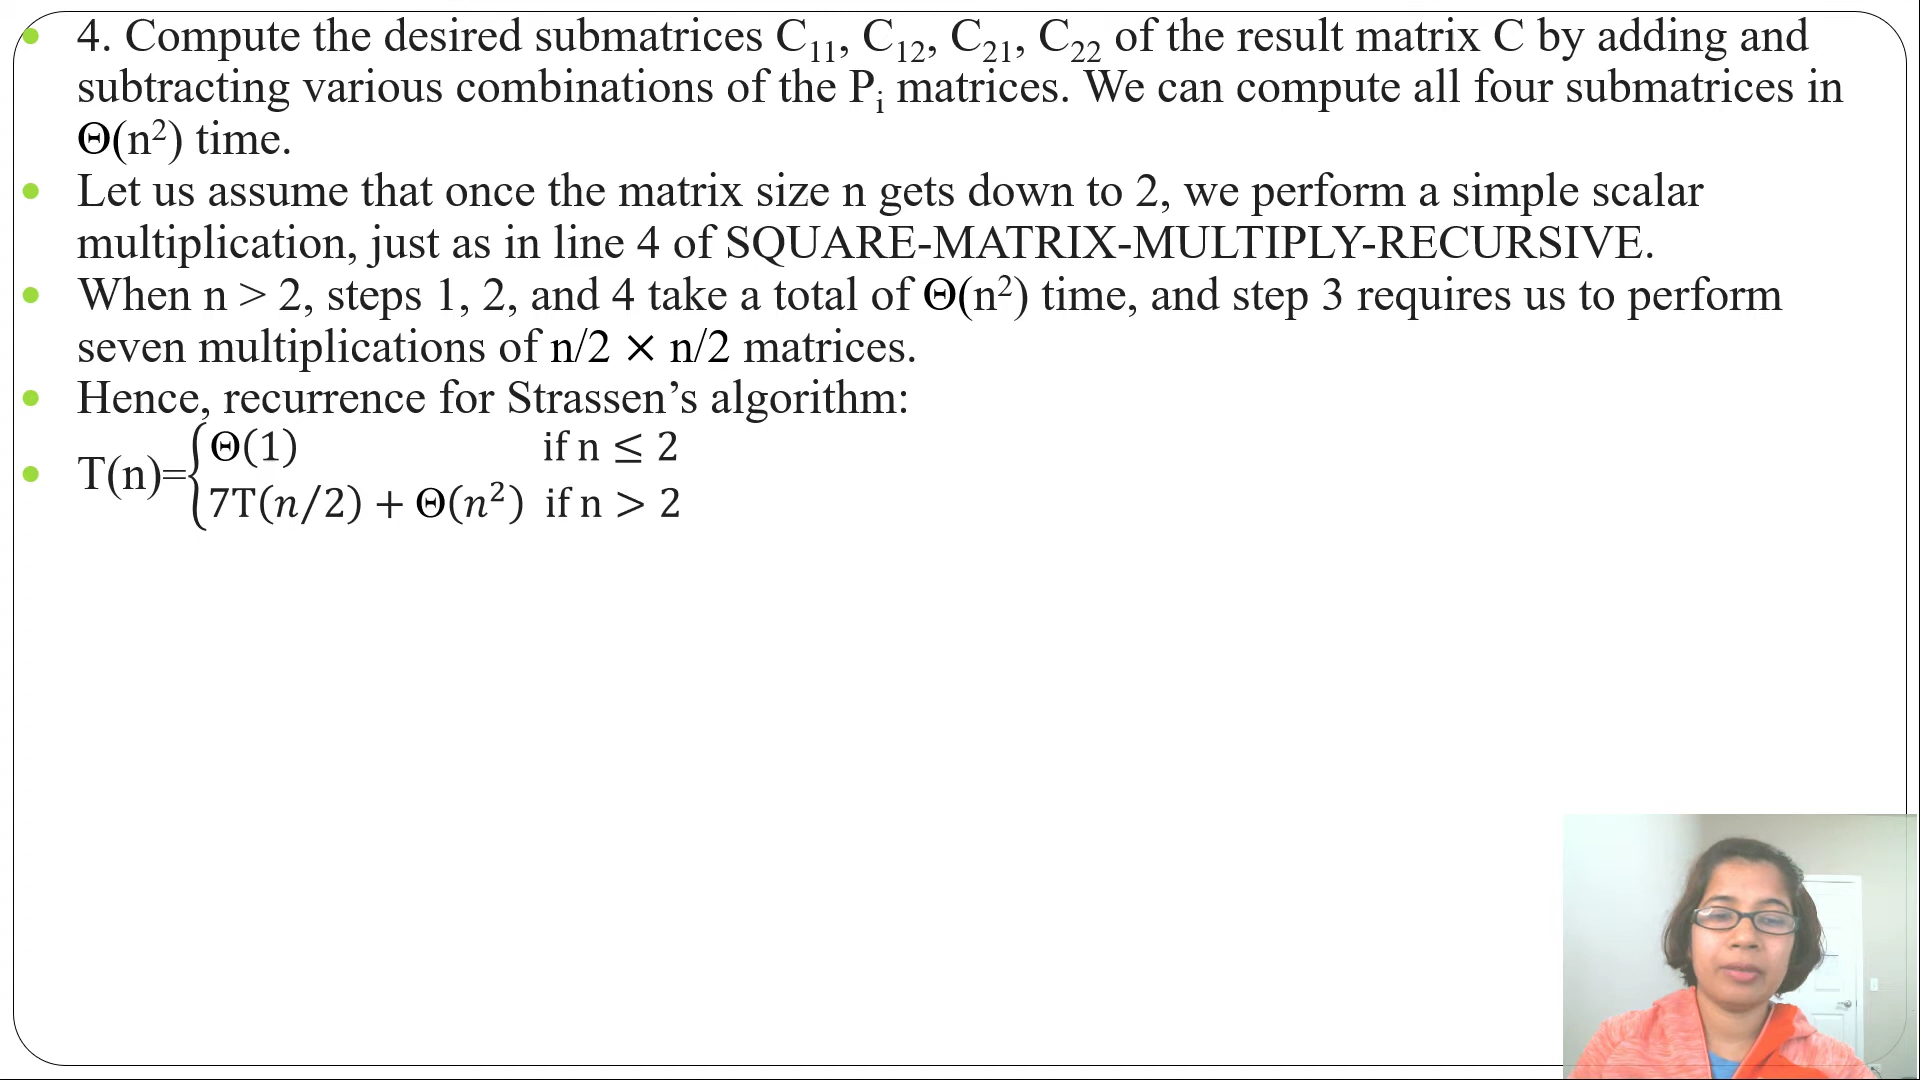 • 4. Compute the desired submatrices C₁₁, C₁₂, C₂₁, C₂₂ of the result matrix C by adding and
subtracting various combinations of the Pᵢ matrices. We can compute all four submatrices in
Θ(n²) time.
• Let us assume that once the matrix size n gets down to 2, we perform a simple scalar
multiplication, just as in line 4 of SQUARE-MATRIX-MULTIPLY-RECURSIVE.
• When n > 2, steps 1, 2, and 4 take a total of Θ(n²) time, and step 3 requires us to perform
seven multiplications of n/2 × n/2 matrices.
• Hence, recurrence for Strassen’s algorithm:
• T(n)={Θ(1) if n ≤ 2
7T(n/2) + Θ(n²) if n > 2